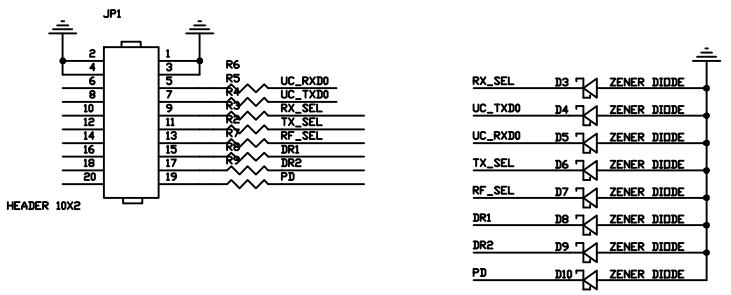 JP1
2 1
4 3 R6
6 5 R5 UC_RXD0
8 7 R4 UC_TXD0
10 9 R3 RX_SEL
12 11 R2 TX_SEL
14 13 R7 RF_SEL
16 15 R8 DR1
18 17 R9 DR2
20 19 PD
HEADER 10X2
RX_SEL D3 ZENER DIODE
UC_TXD0 D4 ZENER DIODE
UC_RXD0 D5 ZENER DIODE
TX_SEL D6 ZENER DIODE
RF_SEL D7 ZENER DIODE
DR1 D8 ZENER DIODE
DR2 D9 ZENER DIODE
PD D10 ZENER DIODE